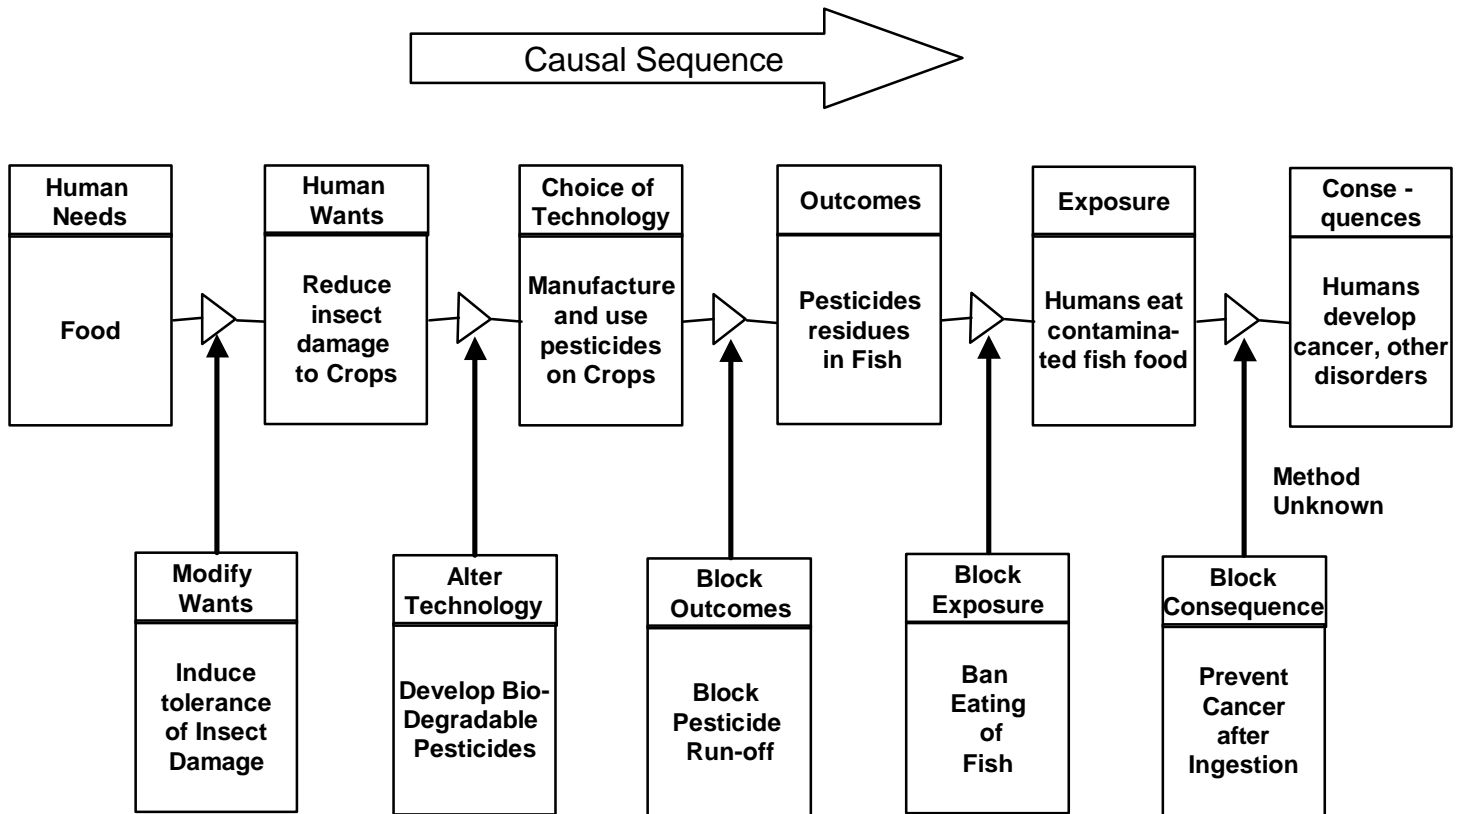 Causal Sequence
Human
Needs
Food
Human
Wants
Reduce
insect
damage
to Crops
Choice of
Technology
Manufacture
and use
pesticides
on Crops
Outcomes
Pesticides
residues
in Fish
Exposure
Humans eat
contamina-
ted fish food
Conse -
quences
Humans
develop
cancer, other
disorders
Method
Unknown
Modify
Wants
Induce
tolerance
of Insect
Damage
Alter
Technology
Develop Bio-
Degradable
Pesticides
Block
Outcomes
Block
Pesticide
Run-off
Block
Exposure
Ban
Eating
of
Fish
Block
Consequence
Prevent
Cancer
after
Ingestion